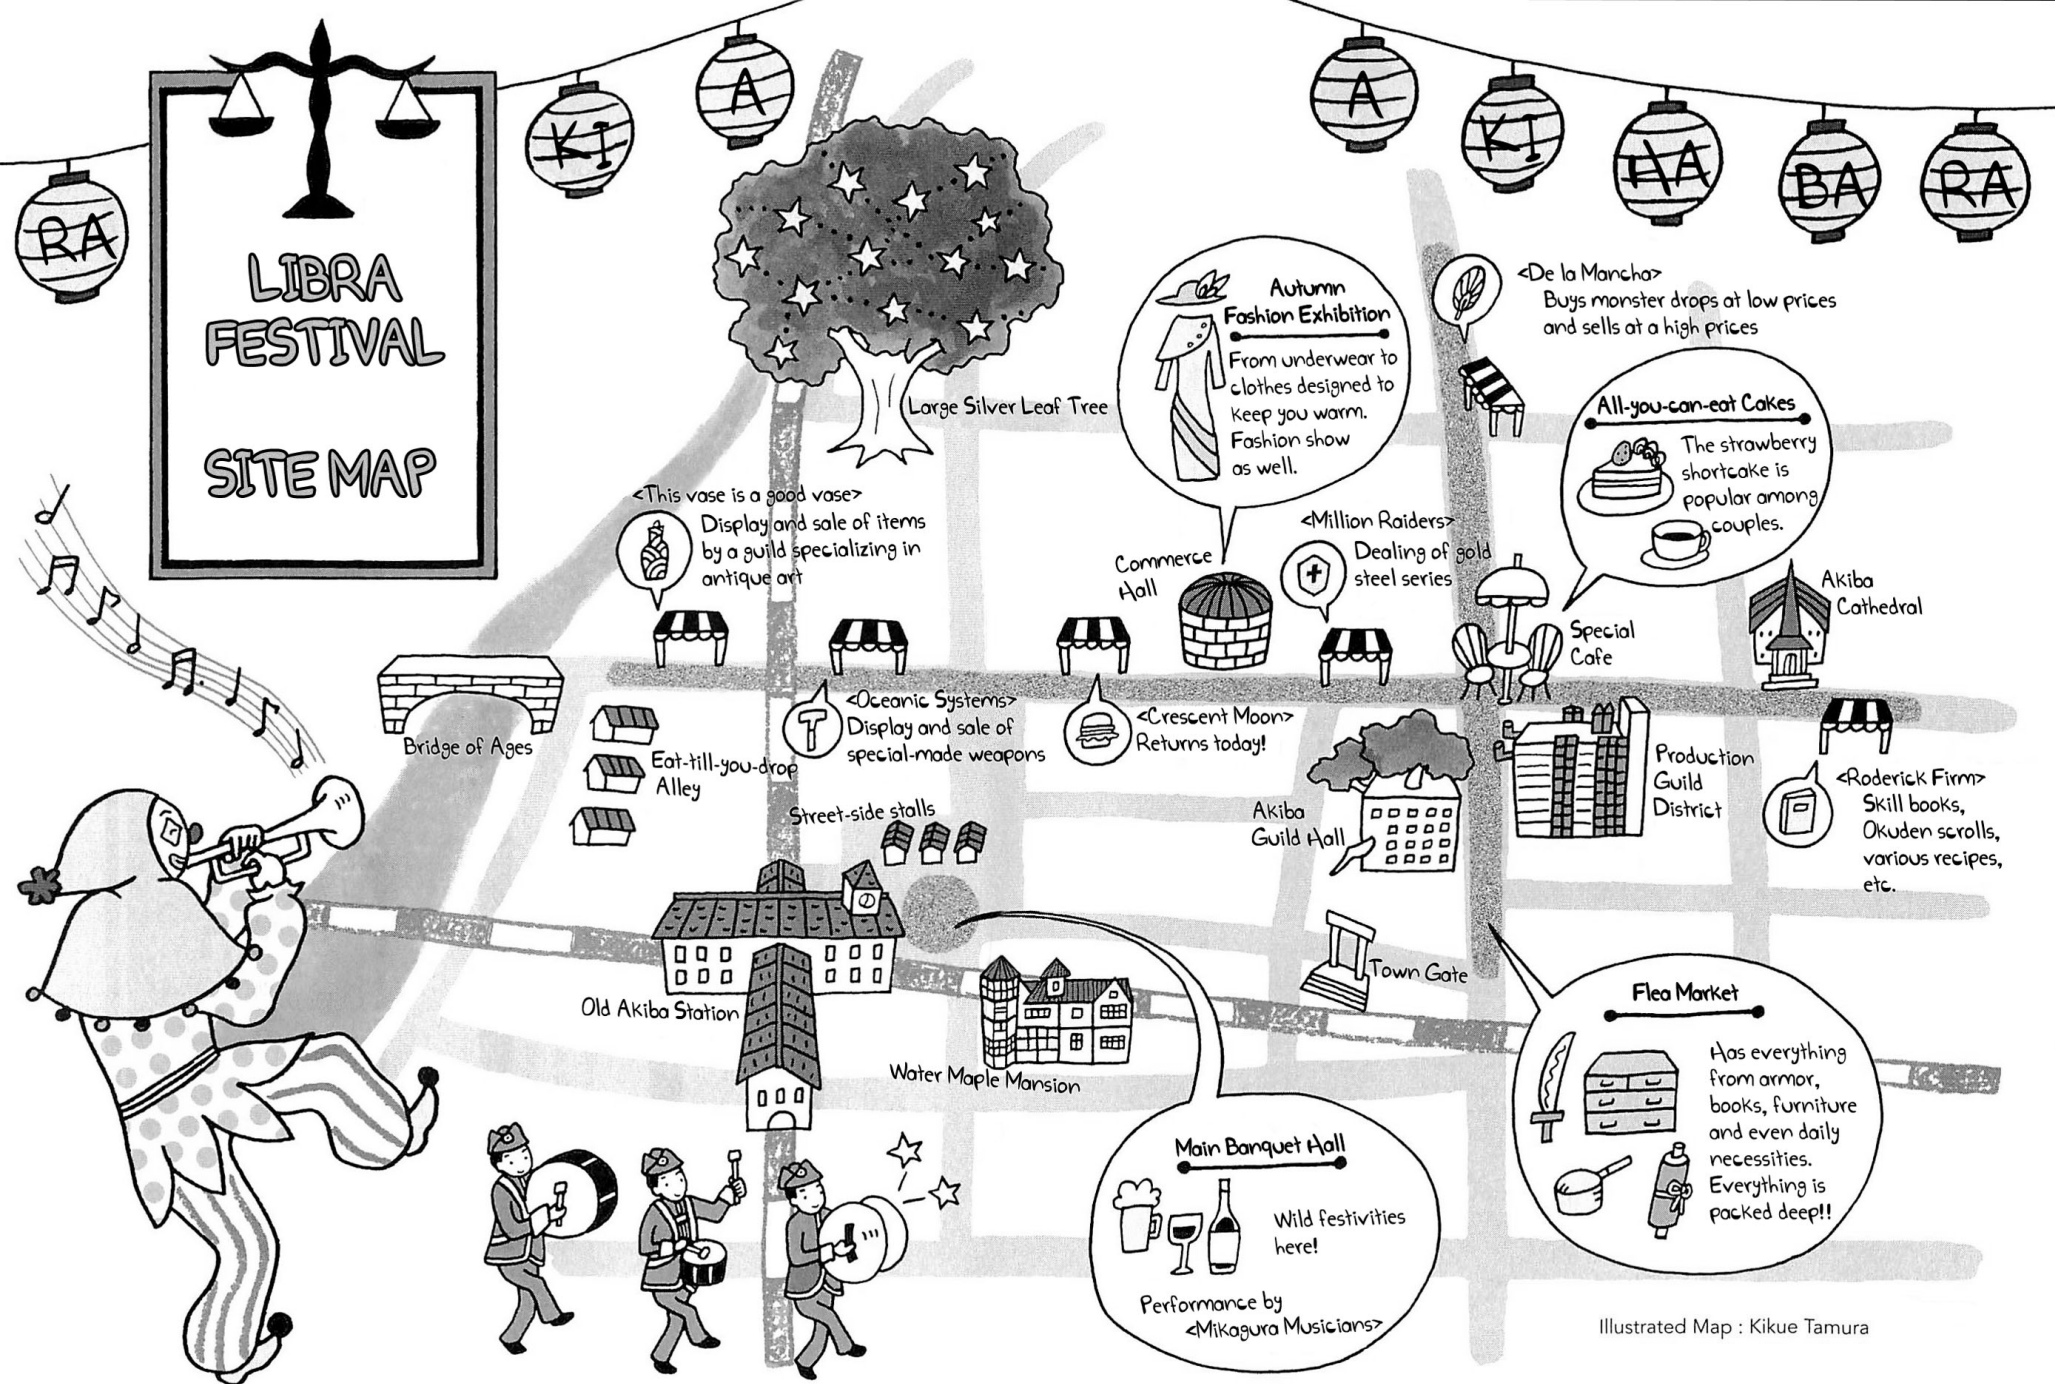 RA
KI
A
A
KI
HA
BA
RA
LIBRA
FESTIVAL
SITE MAP
Large Silver Leaf Tree
Autumn
Fashion Exhibition
From underwear to
clothes designed to
keep you warm.
Fashion show
as well.
<De la Mancha>
Buys monster drops at low prices
and sells at a high prices
All-you-can-eat Cakes
The strawberry
shortcake is
popular among
couples.
<This vase is a good vase>
Display and sale of items
by a guild specializing in
antique art
Commerce
Hall
<Million Raiders>
Dealing of gold
steel series
Special
Cafe
Akiba
Cathedral
Bridge of Ages
Eat-till-you-drop
Alley
<Oceanic Systems>
Display and sale of
special-made weapons
<Crescent Moon>
Returns today!
Street-side stalls
Akiba
Guild Hall
Production
Guild
District
<Roderick Firm>
Skill books,
Okuden scrolls,
various recipes,
etc.
Old Akiba Station
Water Maple Mansion
Town Gate
Flea Market
Has everything
from armor,
books, furniture
and even daily
necessities.
Everything is
packed deep!!
Main Banquet Hall
Wild festivities
here!
Performance by
<Mikagura Musicians>
Illustrated Map : Kikue Tamura